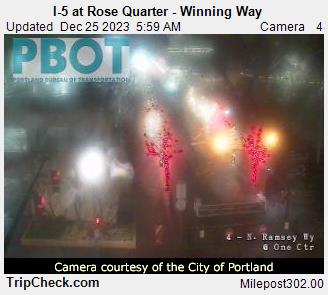 I-5 at Rose Quarter - Winning Way
Updated Dec 25 2023 5:59 AM Camera 4
PBOT
PORTLAND BUREAU OF TRANSPORTATION
4 - N. Ramsey Wy
@ One Ctr
Camera courtesy of the City of Portland
TripCheck.com Milepost302.00